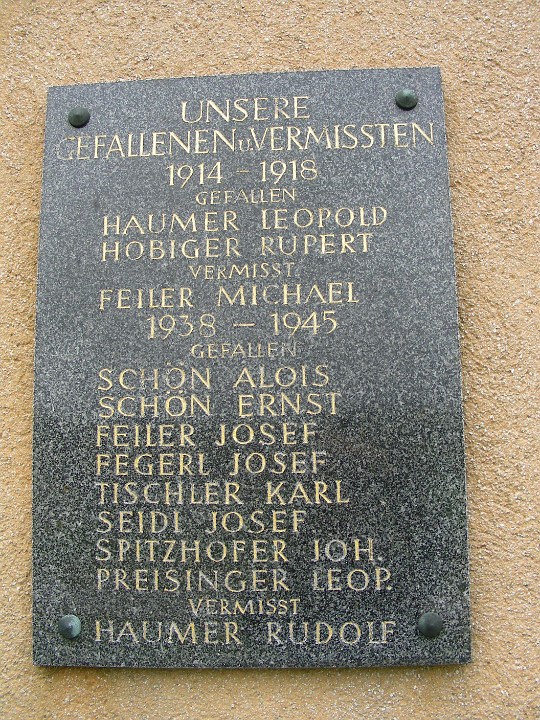 UNSERE
GEFALLENEN u. VERMISSTEN
1914 – 1918
GEFALLEN
HAUMER LEOPOLD
HOBIGER RUPERT
VERMISST
FEILER MICHAEL
1938 – 1945
GEFALLEN
SCHÖN ALOIS
SCHÖN ERNST
FEILER JOSEF
FEGERL JOSEF
TISCHLER KARL
SEIDL JOSEF
SPITZHOFER JOH.
PREISINGER LEOP.
VERMISST
HAUMER RUDOLF